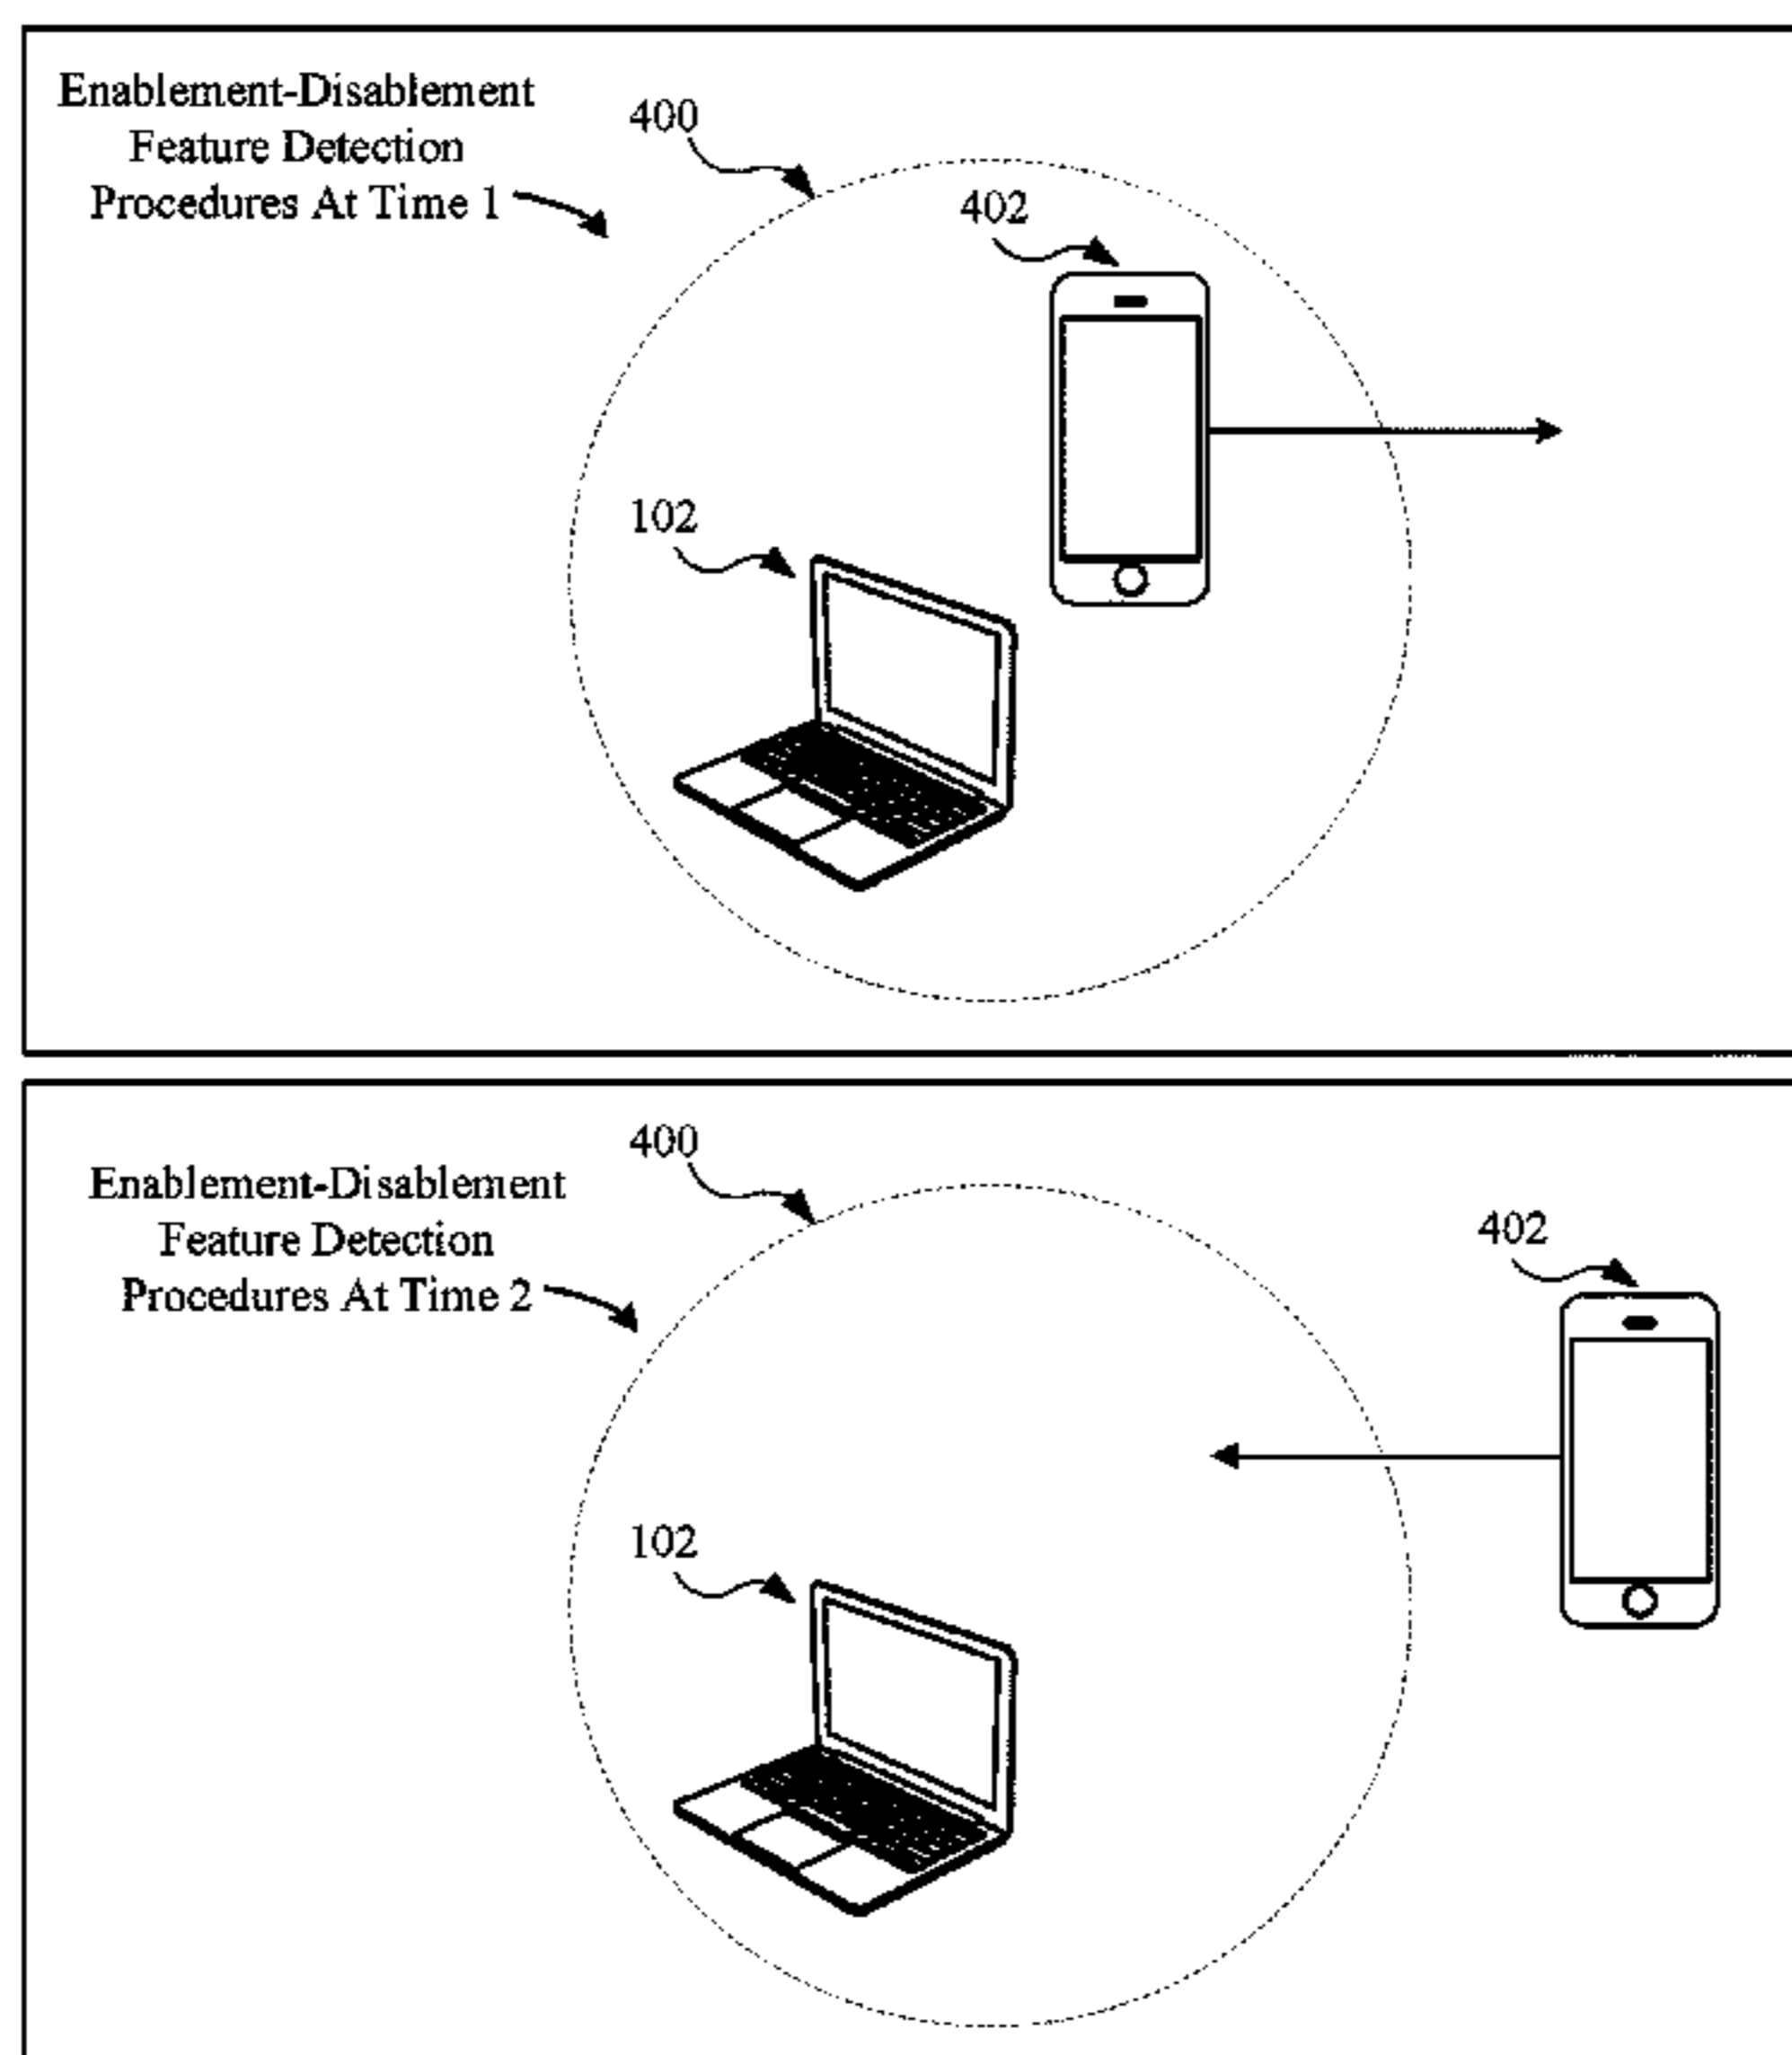 Enablement-Disablement
Feature Detection
Procedures At Time 1
400
402
102
Enablement-Disablement
Feature Detection
Procedures At Time 2
400
402
102